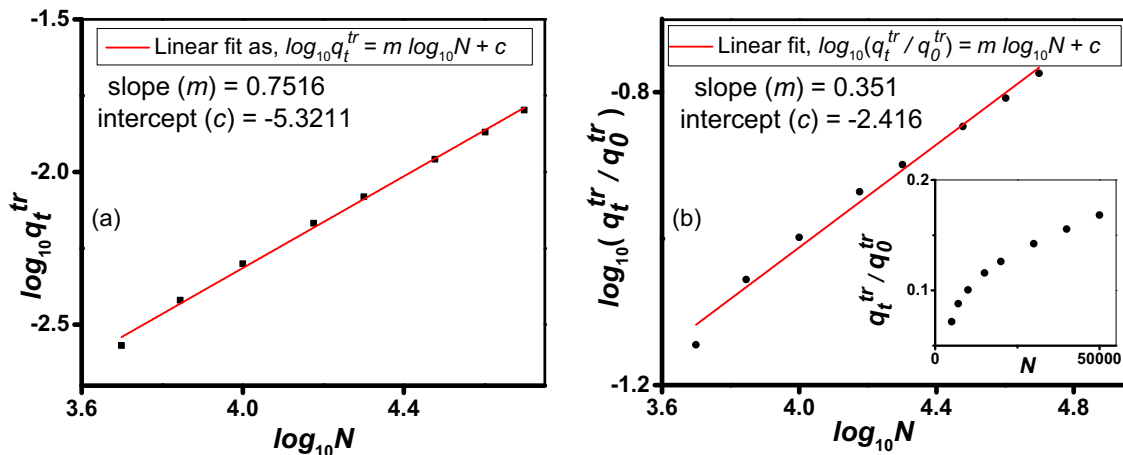 -1.5
Linear fit as, log₁₀qₜᵗʳ = m log₁₀N + c
slope (m) = 0.7516
intercept (c) = -5.3211
-2.0
(a)
log₁₀qₜᵗʳ
-2.5
3.6 4.0 4.4
log₁₀N
Linear fit, log₁₀(qₜᵗʳ / q₀ᵗʳ) = m log₁₀N + c
-0.8
slope (m) = 0.351
intercept (c) = -2.416
log₁₀( qₜᵗʳ / q₀ᵗʳ )
(b)
-1.2
3.6 4.0 4.4 4.8
log₁₀N
0.2
qₜᵗʳ / q₀ᵗʳ
0.1
0 50000
N